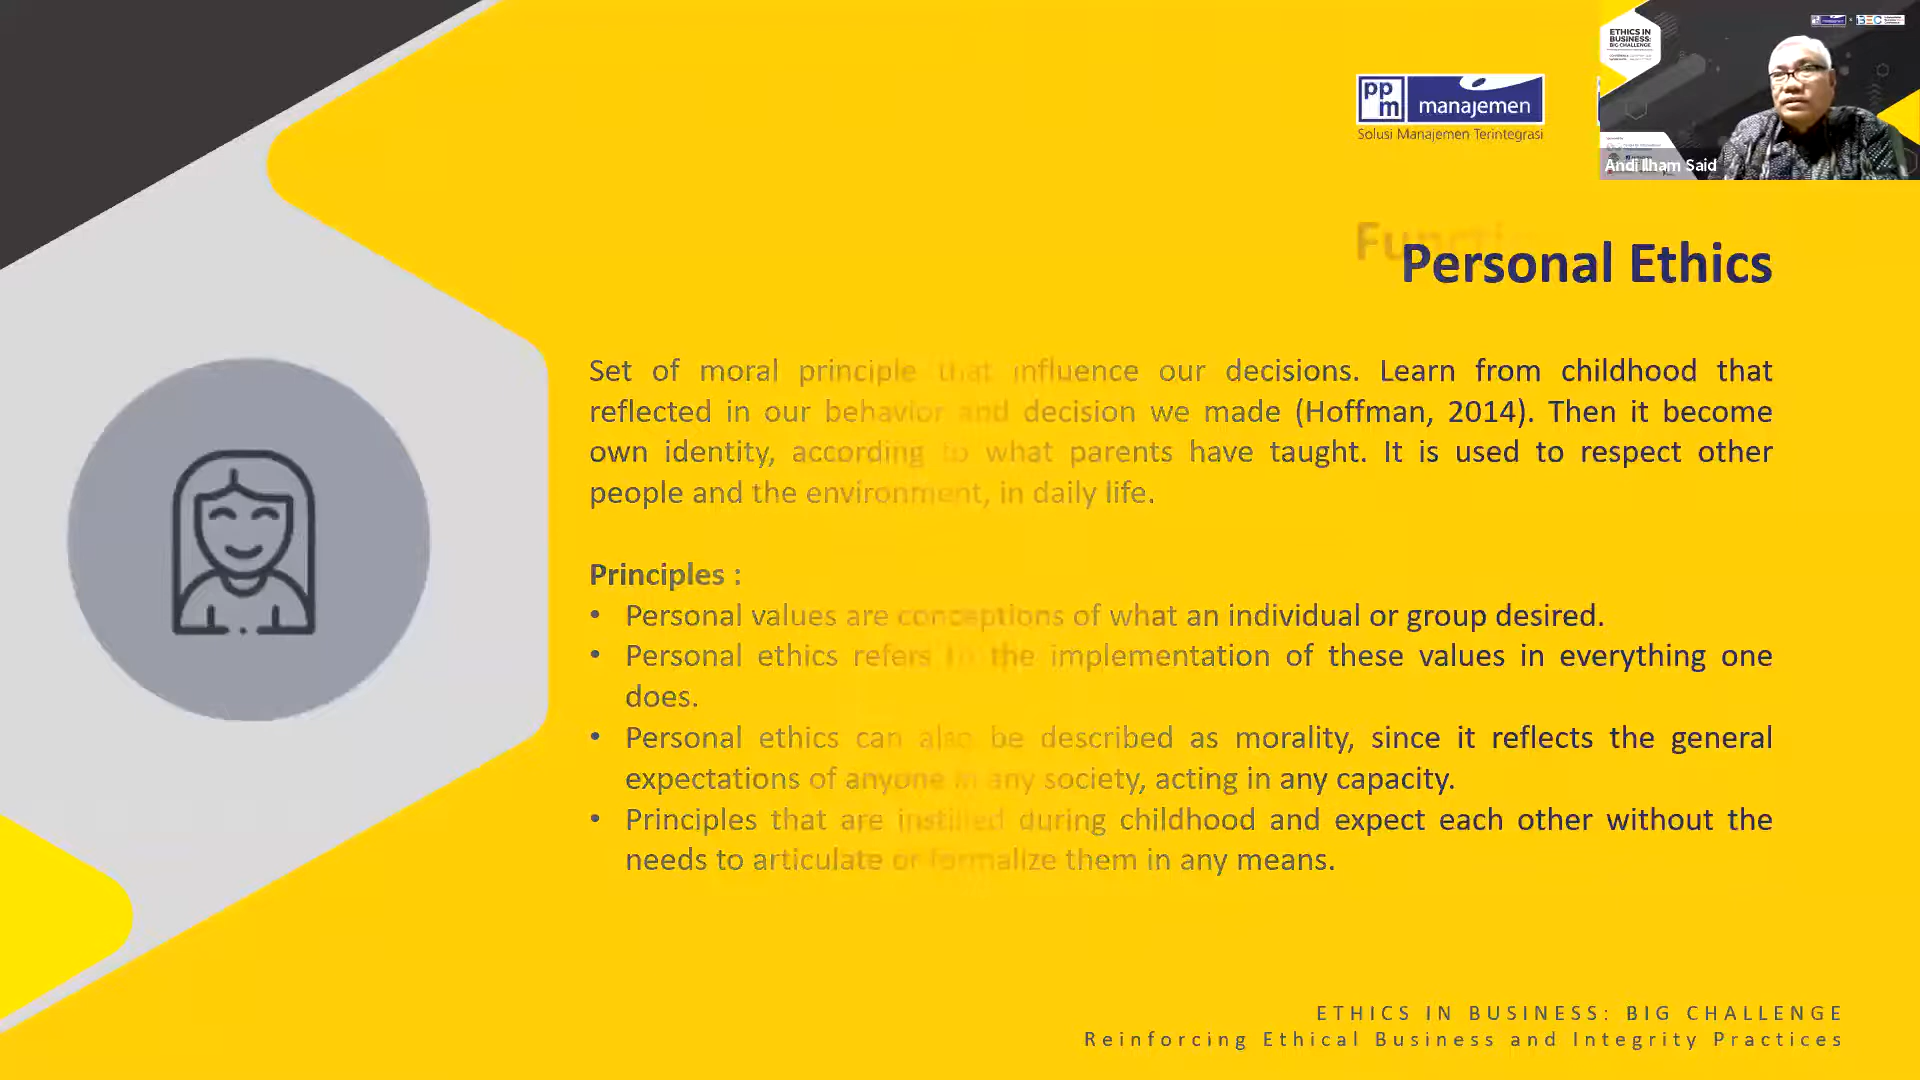 ETHICS IN
BUSINESS:
BIG CHALLENGE
ppm manajemen
Solusi Manajemen Terintegrasi
Andi Ilham Said
Personal Ethics
Set of moral principle that influence our decisions. Learn from childhood that
reflected in our behavior and decision we made (Hoffman, 2014). Then it become
own identity, according to what parents have taught. It is used to respect other
people and the environment, in daily life.
Principles :
• Personal values are conceptions of what an individual or group desired.
• Personal ethics refers to the implementation of these values in everything one
does.
• Personal ethics can also be described as morality, since it reflects the general
expectations of anyone in any society, acting in any capacity.
• Principles that are instilled during childhood and expect each other without the
needs to articulate or formalize them in any means.
ETHICS IN BUSINESS: BIG CHALLENGE
Reinforcing Ethical Business and Integrity Practices